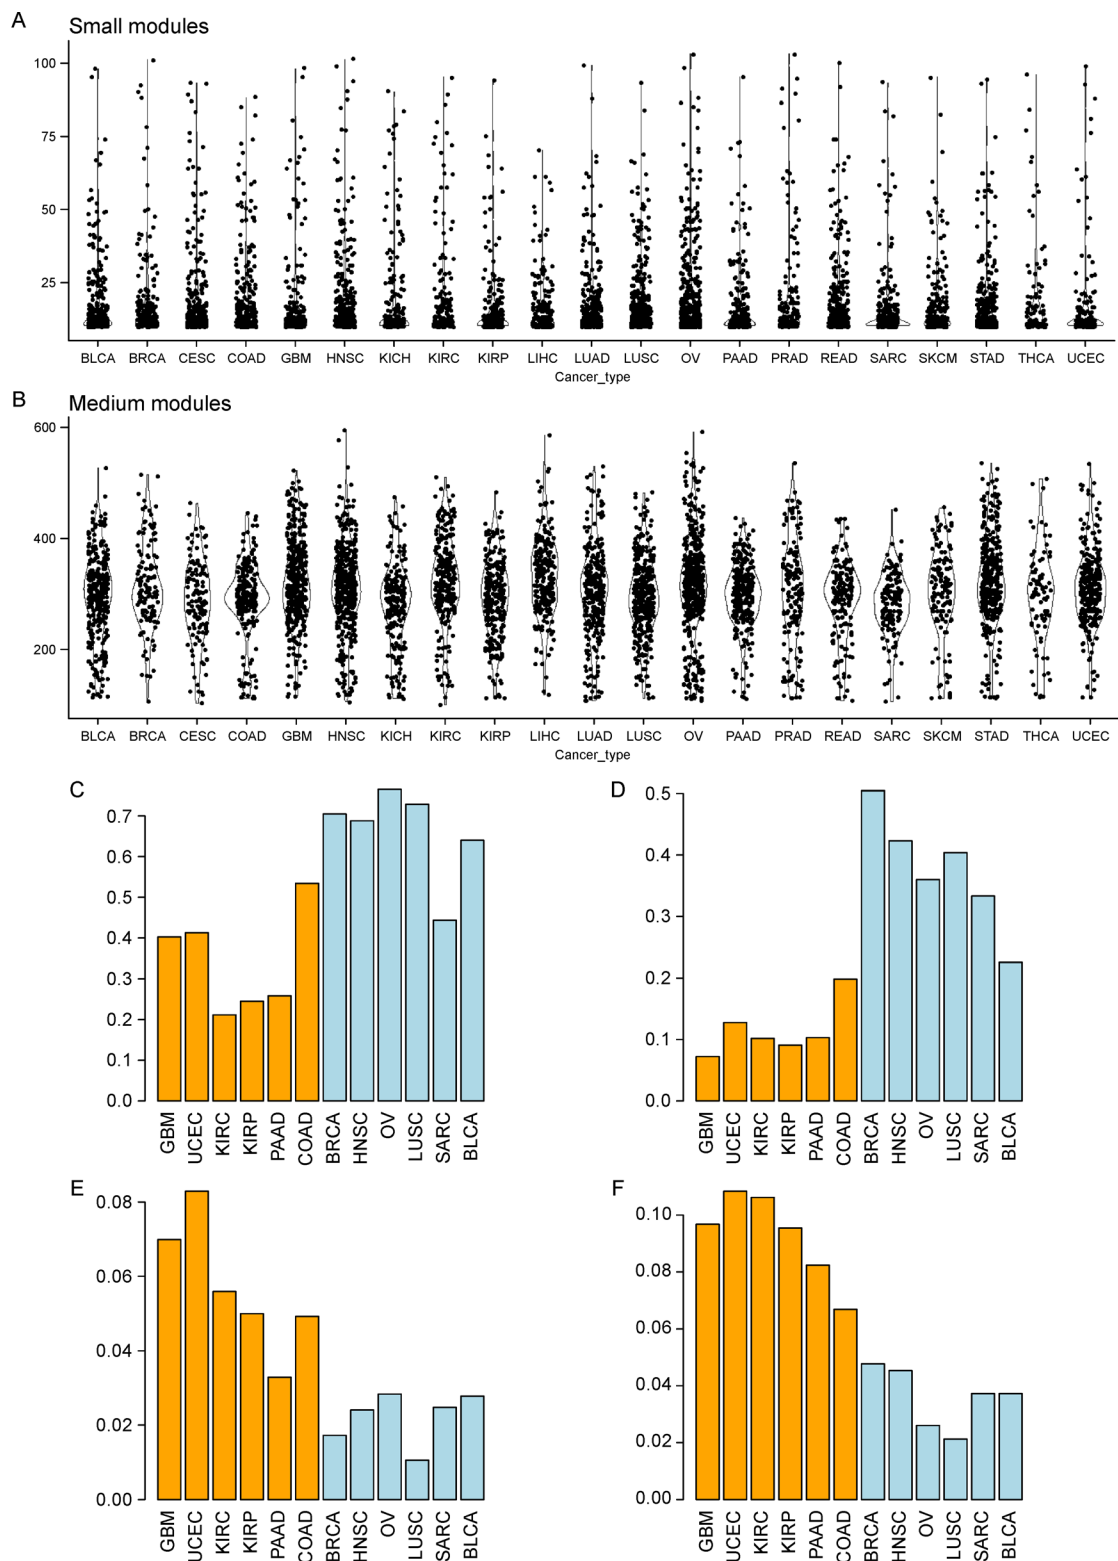 A
Small modules
100
75
50
25
BLCA BRCA CESC COAD GBM HNSC KICH KIRC KIRP LIHC LUAD LUSC OV PAAD PRAD READ SARC SKCM STAD THCA UCEC
Cancer_type
B
Medium modules
600
400
200
BLCA BRCA CESC COAD GBM HNSC KICH KIRC KIRP LIHC LUAD LUSC OV PAAD PRAD READ SARC SKCM STAD THCA UCEC
Cancer_type
C
0.7
0.6
0.5
0.4
0.3
0.2
0.1
0.0
GBM UCEC KIRC KIRP PAAD COAD BRCA HNSC OV LUSC SARC BLCA
D
0.5
0.4
0.3
0.2
0.1
0.0
GBM UCEC KIRC KIRP PAAD COAD BRCA HNSC OV LUSC SARC BLCA
E
0.08
0.06
0.04
0.02
0.00
GBM UCEC KIRC KIRP PAAD COAD BRCA HNSC OV LUSC SARC BLCA
F
0.10
0.08
0.06
0.04
0.02
0.00
GBM UCEC KIRC KIRP PAAD COAD BRCA HNSC OV LUSC SARC BLCA